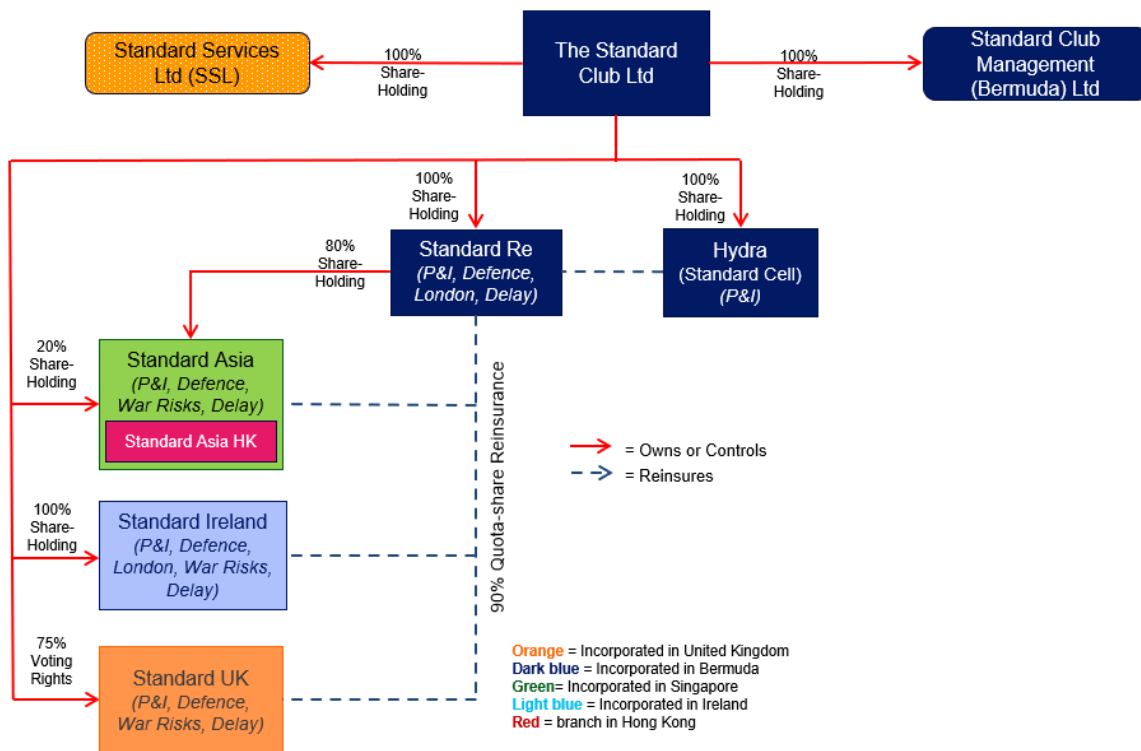 Standard Services
Ltd (SSL)
100%
Share-
Holding
The Standard
Club Ltd
100%
Share-
Holding
Standard Club
Management
(Bermuda) Ltd
100%
Share-
Holding
100%
Share-
Holding
80%
Share-
Holding
Standard Re
(P&I, Defence,
London, Delay)
Hydra
(Standard Cell)
(P&I)
20%
Share-
Holding
Standard Asia
(P&I, Defence,
War Risks, Delay)
Standard Asia HK
90% Quota-share Reinsurance
= Owns or Controls
= Reinsures
100%
Share-
Holding
Standard Ireland
(P&I, Defence,
London, War Risks,
Delay)
75%
Voting
Rights
Standard UK
(P&I, Defence,
War Risks, Delay)
Orange = Incorporated in United Kingdom
Dark blue = Incorporated in Bermuda
Green= Incorporated in Singapore
Light blue = Incorporated in Ireland
Red = branch in Hong Kong